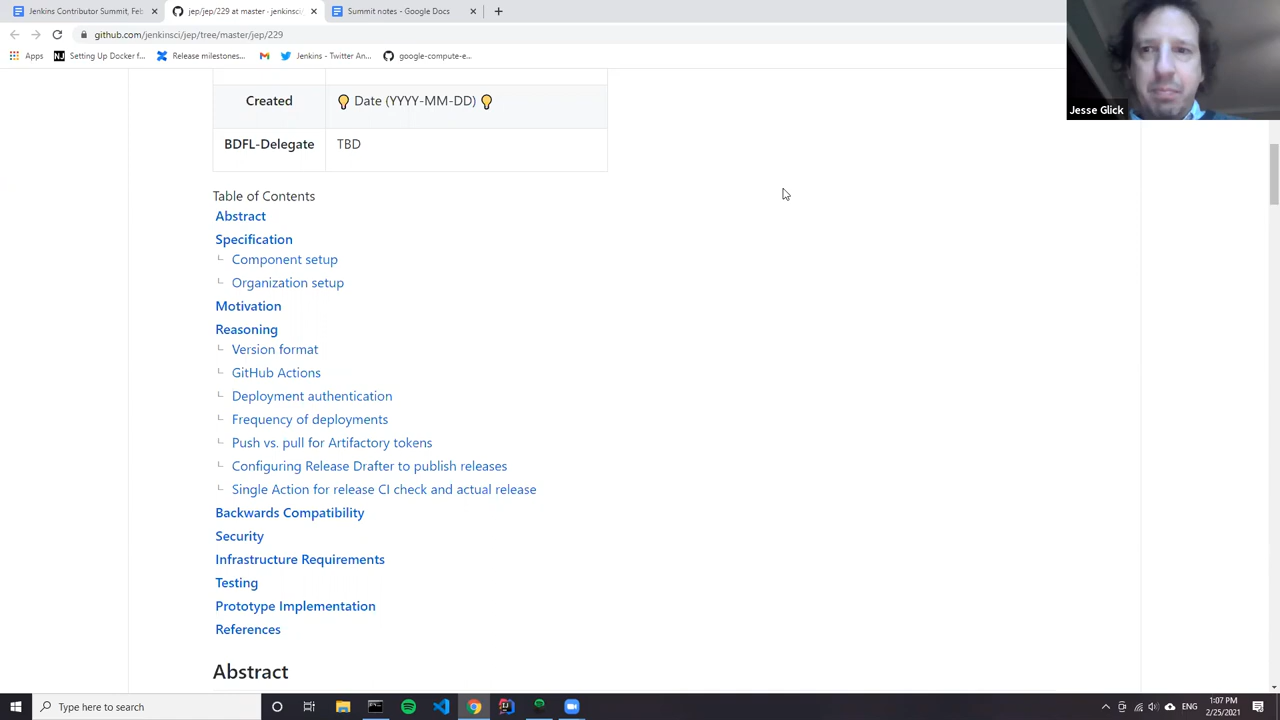 Jenkins Contributor Summit, Feb
jep/jep/229 at master · jenkinsci
Summit notes - Google Docs
github.com/jenkinsci/jep/tree/master/jep/229
Apps
Setting Up Docker f...
Release milestones...
Jenkins - Twitter An...
google-compute-e...
Jesse Glick
Created
Date (YYYY-MM-DD)
BDFL-Delegate
TBD
Table of Contents
Abstract
Specification
Component setup
Organization setup
Motivation
Reasoning
Version format
GitHub Actions
Deployment authentication
Frequency of deployments
Push vs. pull for Artifactory tokens
Configuring Release Drafter to publish releases
Single Action for release CI check and actual release
Backwards Compatibility
Security
Infrastructure Requirements
Testing
Prototype Implementation
References
Abstract
Type here to search
ENG
1:07 PM
2/25/2021